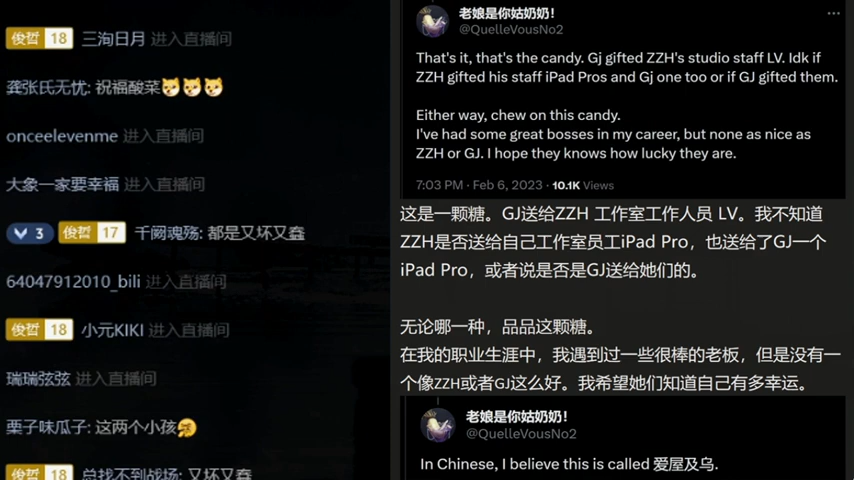 俊哲 18 三洵日月 进入直播间
龚张氏无忧: 祝福酸菜
onceelevenme 进入直播间
大象一家要幸福 进入直播间
3 俊哲 17 千网魂殇: 都是又坏又蠢
64047912010_bili 进入直播间
俊哲 18 小元KIKI 进入直播间
瑞瑞弦弦 进入直播间
栗子味瓜子: 这两个小孩
俊哲 18 总找不到战场: 又坏又蠢
老娘是你姑奶奶!
@QuelleVousNo2
That's it, that's the candy. Gj gifted ZZH's studio staff LV. Idk if
ZZH gifted his staff iPad Pros and Gj one too or if GJ gifted them.
Either way, chew on this candy.
I've had some great bosses in my career, but none as nice as
ZZH or GJ. I hope they knows how lucky they are.
7:03 PM · Feb 6, 2023 · 10.1K Views
这是一颗糖。GJ送给ZZH 工作室工作人员 LV。我不知道
ZZH是否送给自己工作室员工iPad Pro，也送给了GJ一个
iPad Pro，或者说是否是GJ送给她们的。
无论哪一种，品品这颗糖。
在我的职业生涯中，我遇到过一些很棒的老板，但是没有一
个像ZZH或者GJ这么好。我希望她们知道自己有多幸运。
老娘是你姑奶奶!
@QuelleVousNo2
In Chinese, I believe this is called 爱屋及乌.